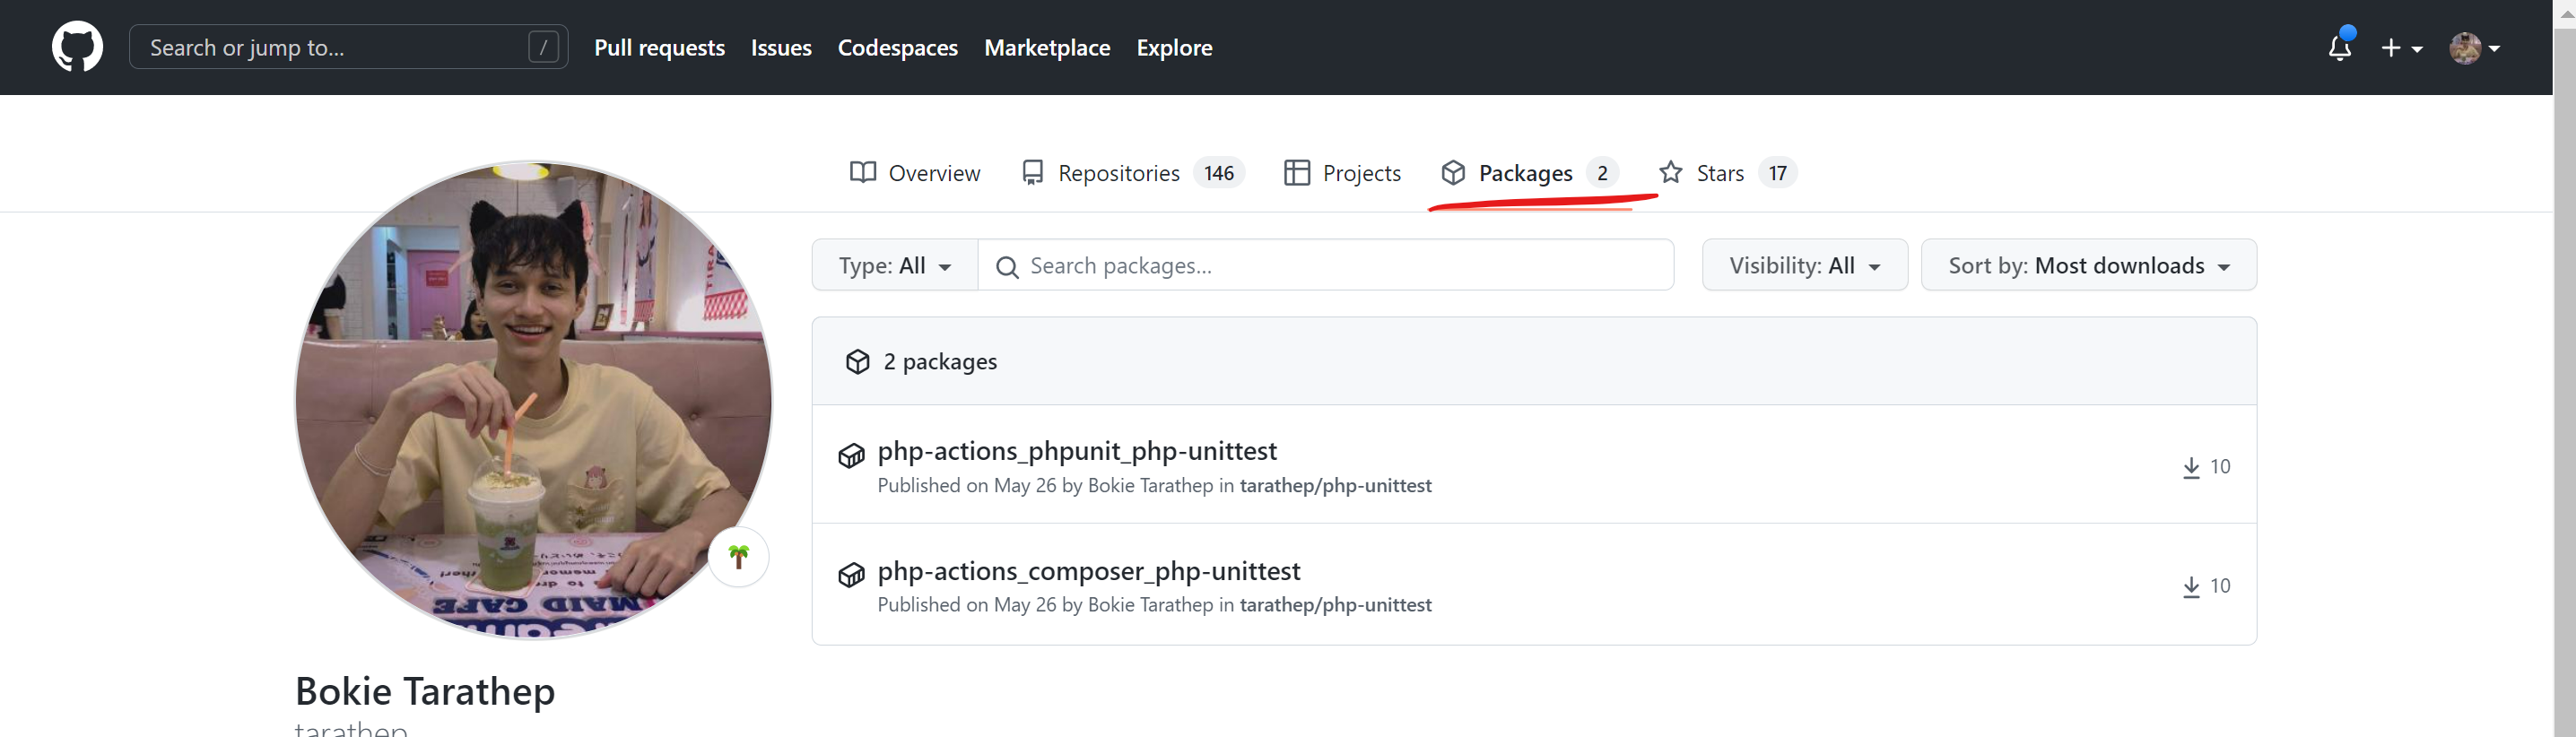 Search or jump to... /
Pull requests Issues Codespaces Marketplace Explore
Overview Repositories 146 Projects Packages 2 Stars 17
Type: All Search packages... Visibility: All Sort by: Most downloads
2 packages
php-actions_phpunit_php-unittest
Published on May 26 by Bokie Tarathep in tarathep/php-unittest
10
php-actions_composer_php-unittest
Published on May 26 by Bokie Tarathep in tarathep/php-unittest
10
MAID CAFE
Bokie Tarathep
tarathep